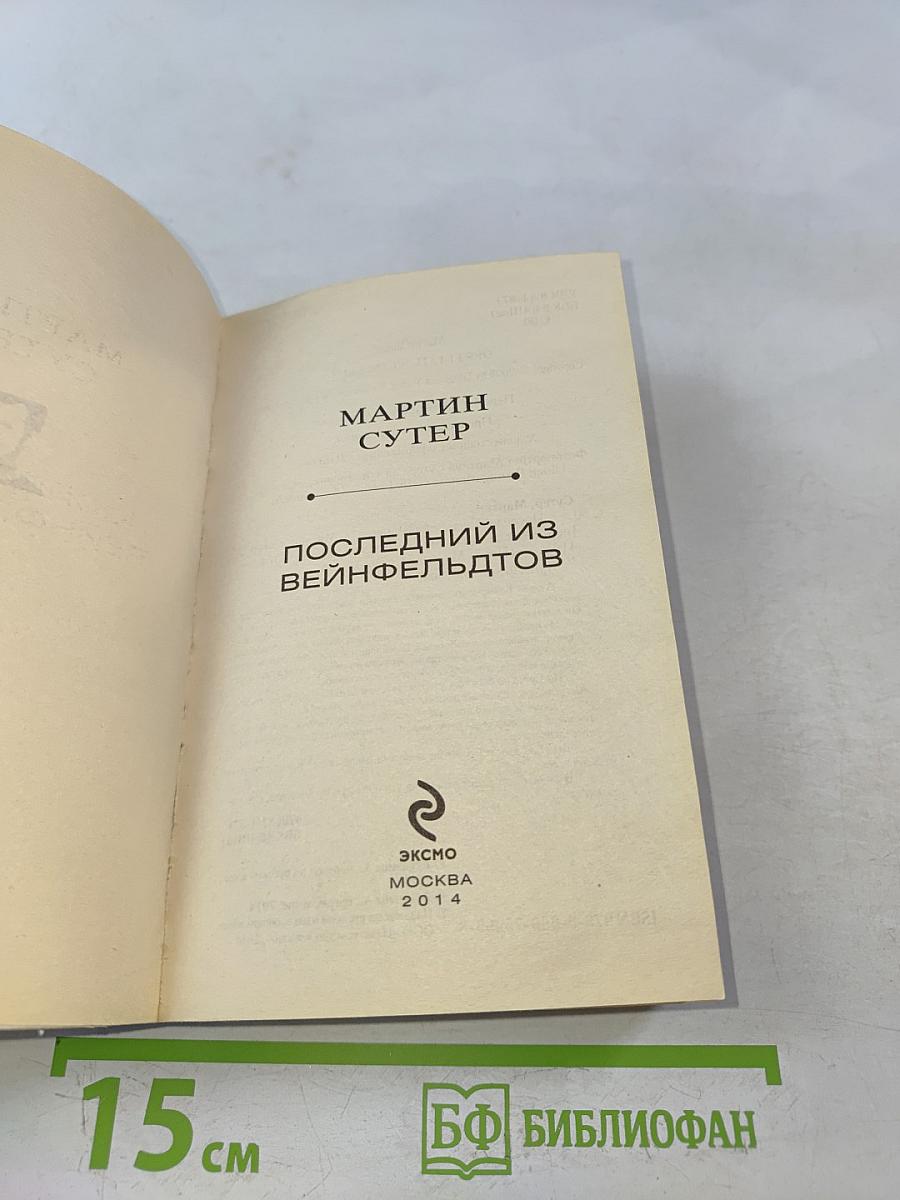 МАРТИН
СУТЕР
ПОСЛЕДНИЙ ИЗ
ВЕЙНФЕЛЬДТОВ
ЭКСМО
МОСКВА
2014
15 см
БФ БИБЛИОФАН